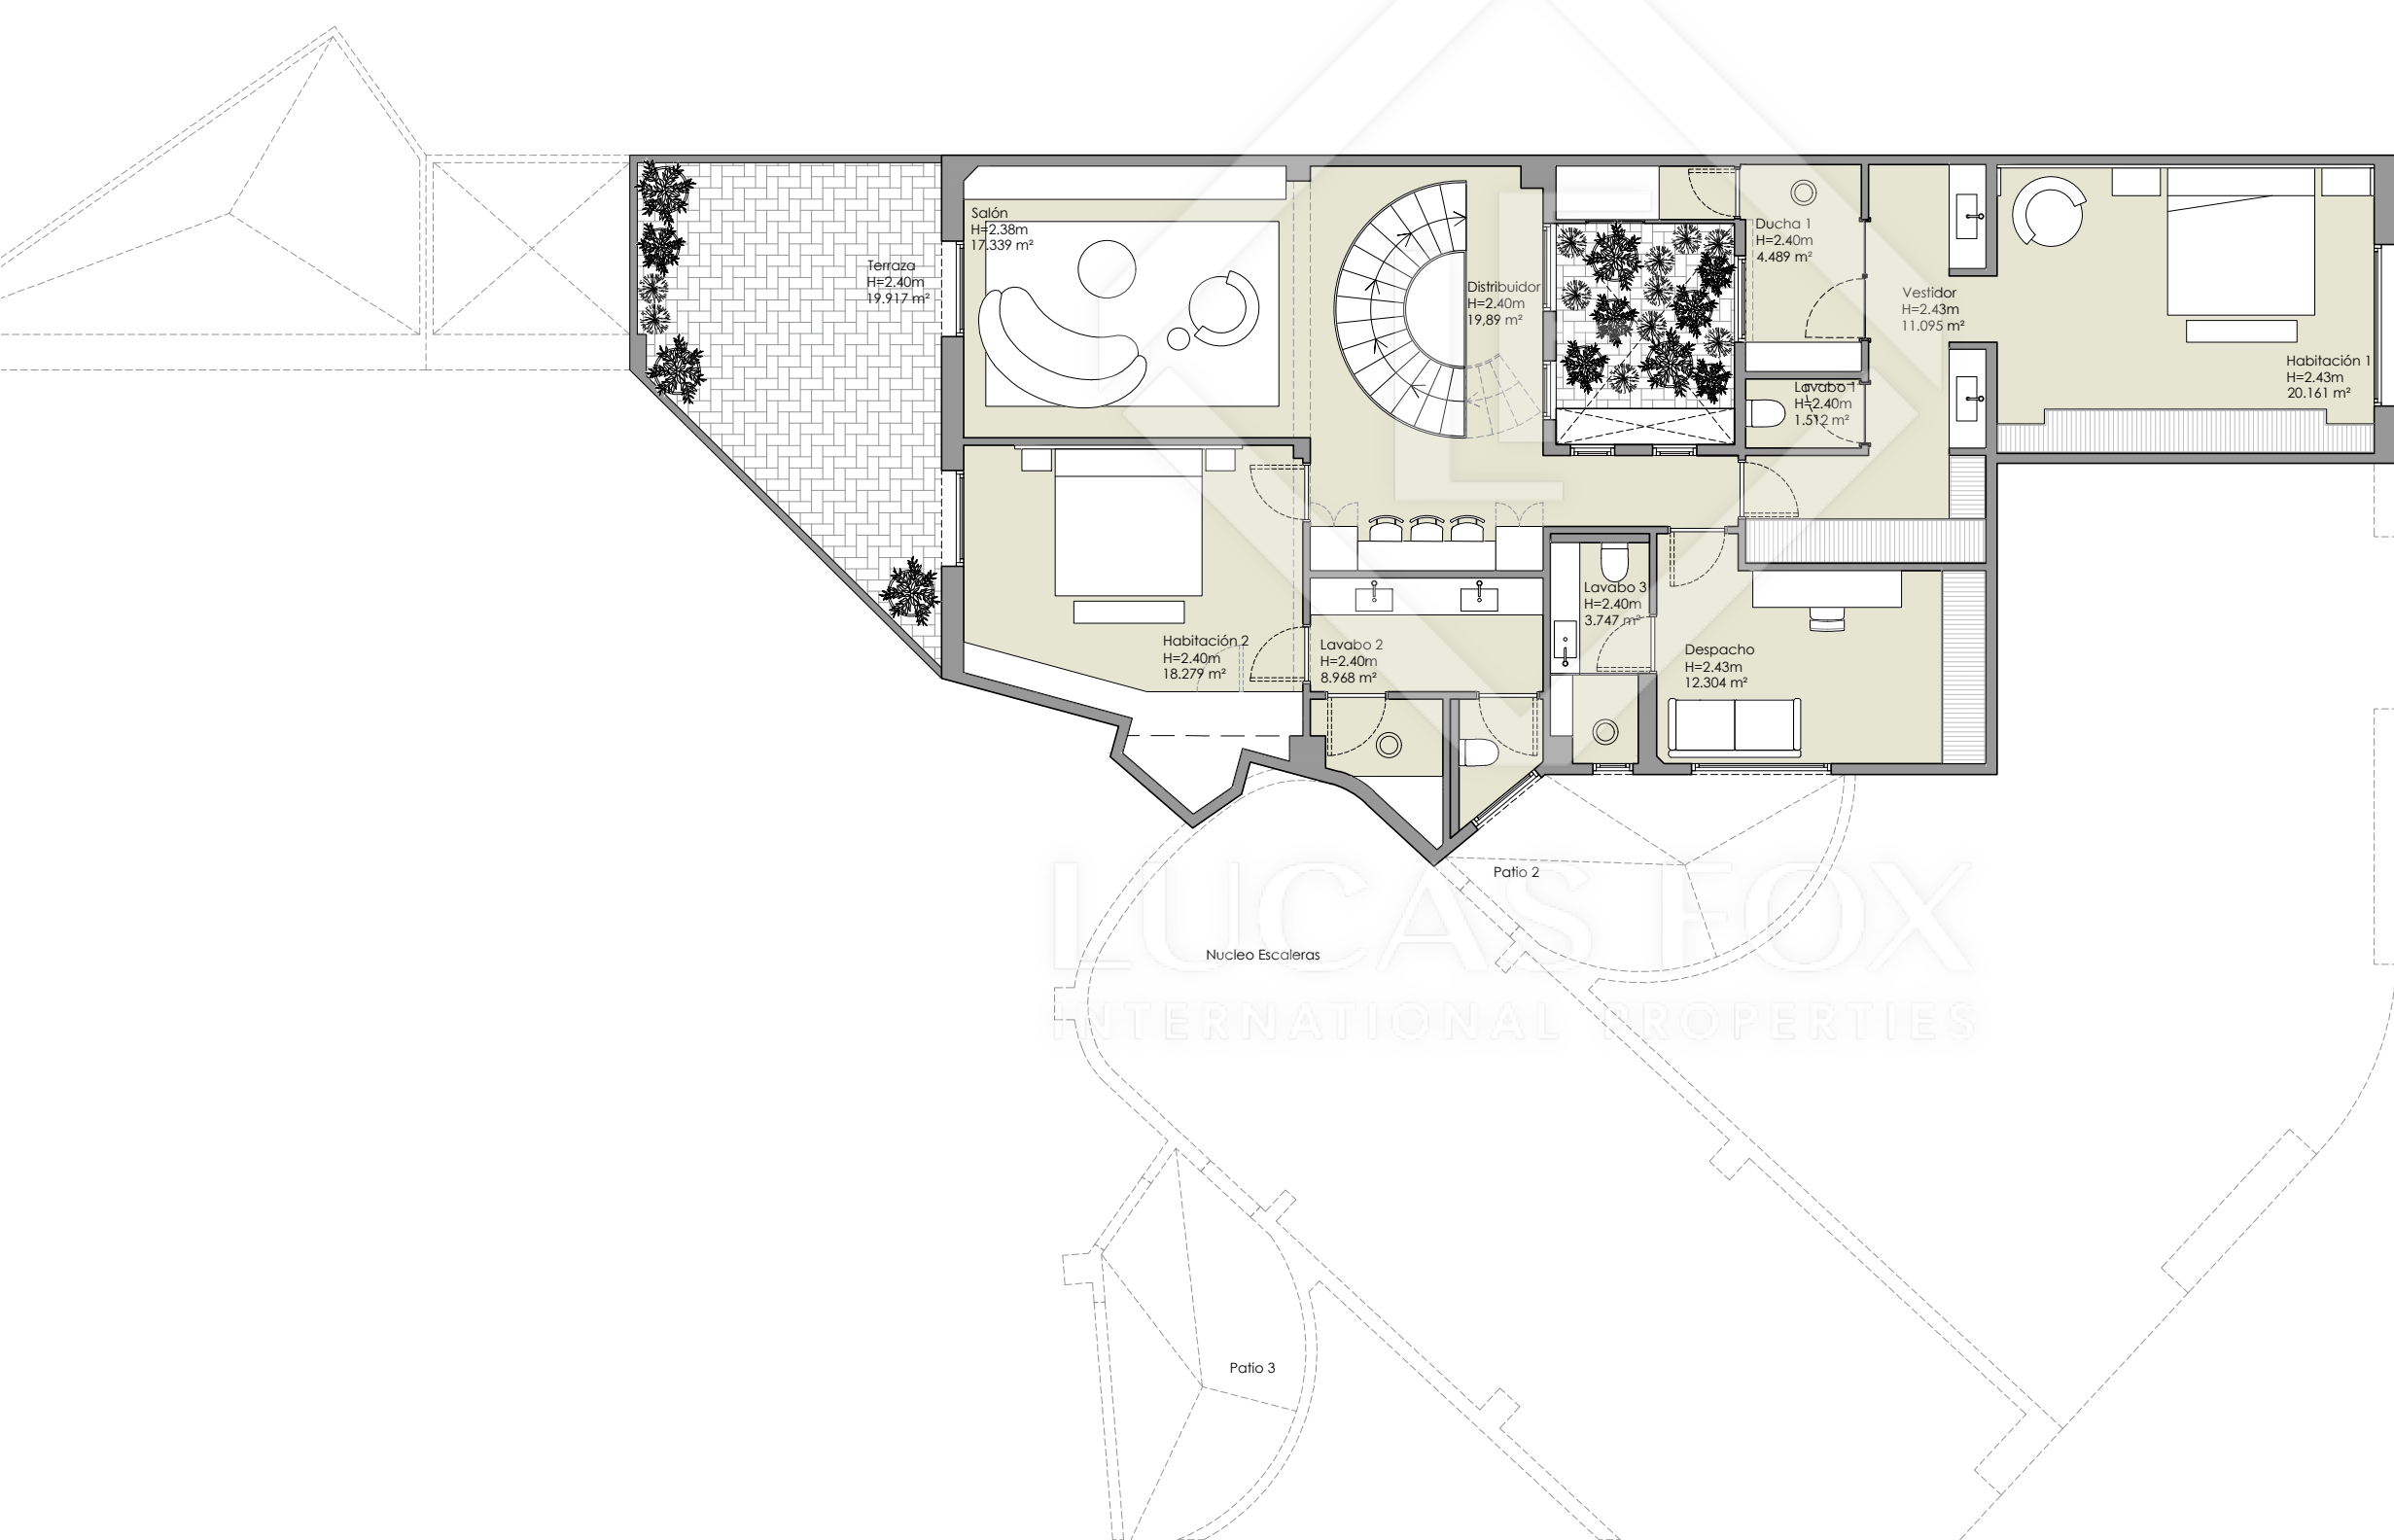 Salón
H=2.38m
17.339 m²
Terraza
H=2.40m
19.917 m²
Distribuidor
H=2.40m
19,89 m²
Ducha 1
H=2.40m
4.489 m²
Vestidor
H=2.43m
11.095 m²
Habitación 1
H=2.43m
20.161 m²
Lavabo 1
H=2.40m
1.512 m²
Habitación 2
H=2.40m
18.279 m²
Lavabo 2
H=2.40m
8.968 m²
Lavabo 3
H=2.40m
3.747 m²
Despacho
H=2.43m
12.304 m²
Patio 2
LUCAS FOX
Nucleo Escaleras
INTERNATIONAL PROPERTIES
Patio 3